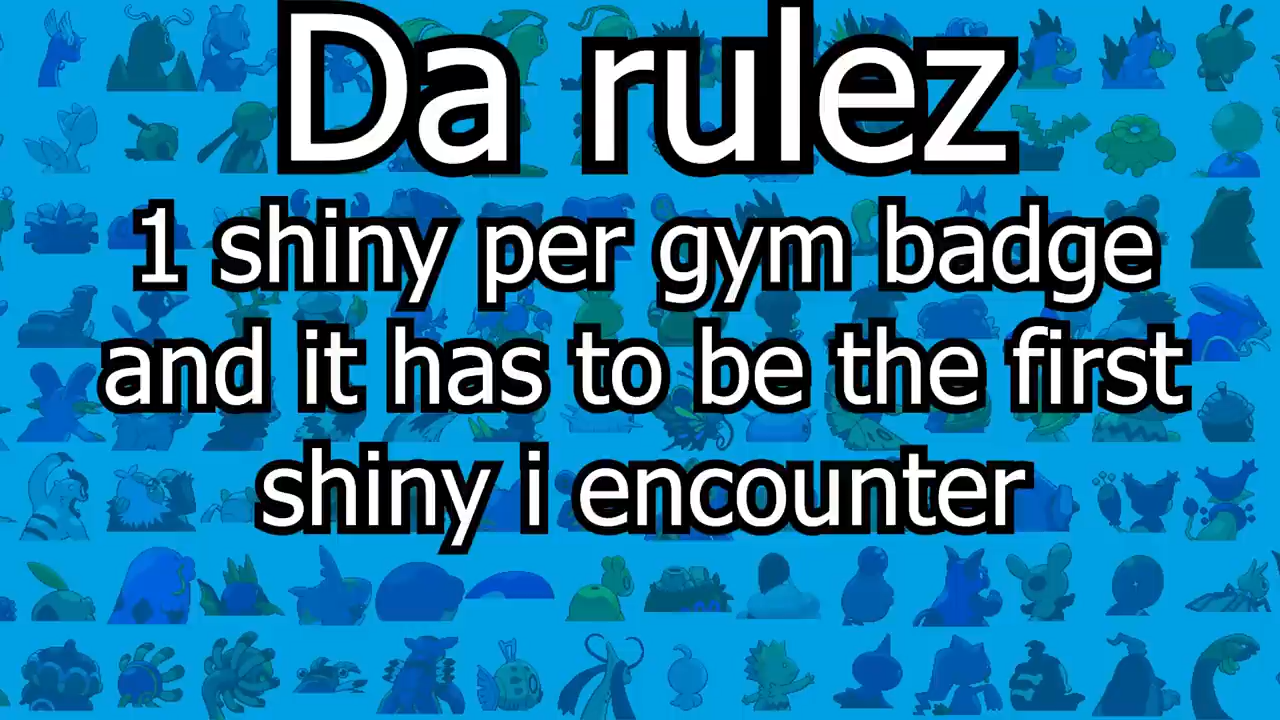 Da rulez
1 shiny per gym badge
and it has to be the first
shiny i encounter